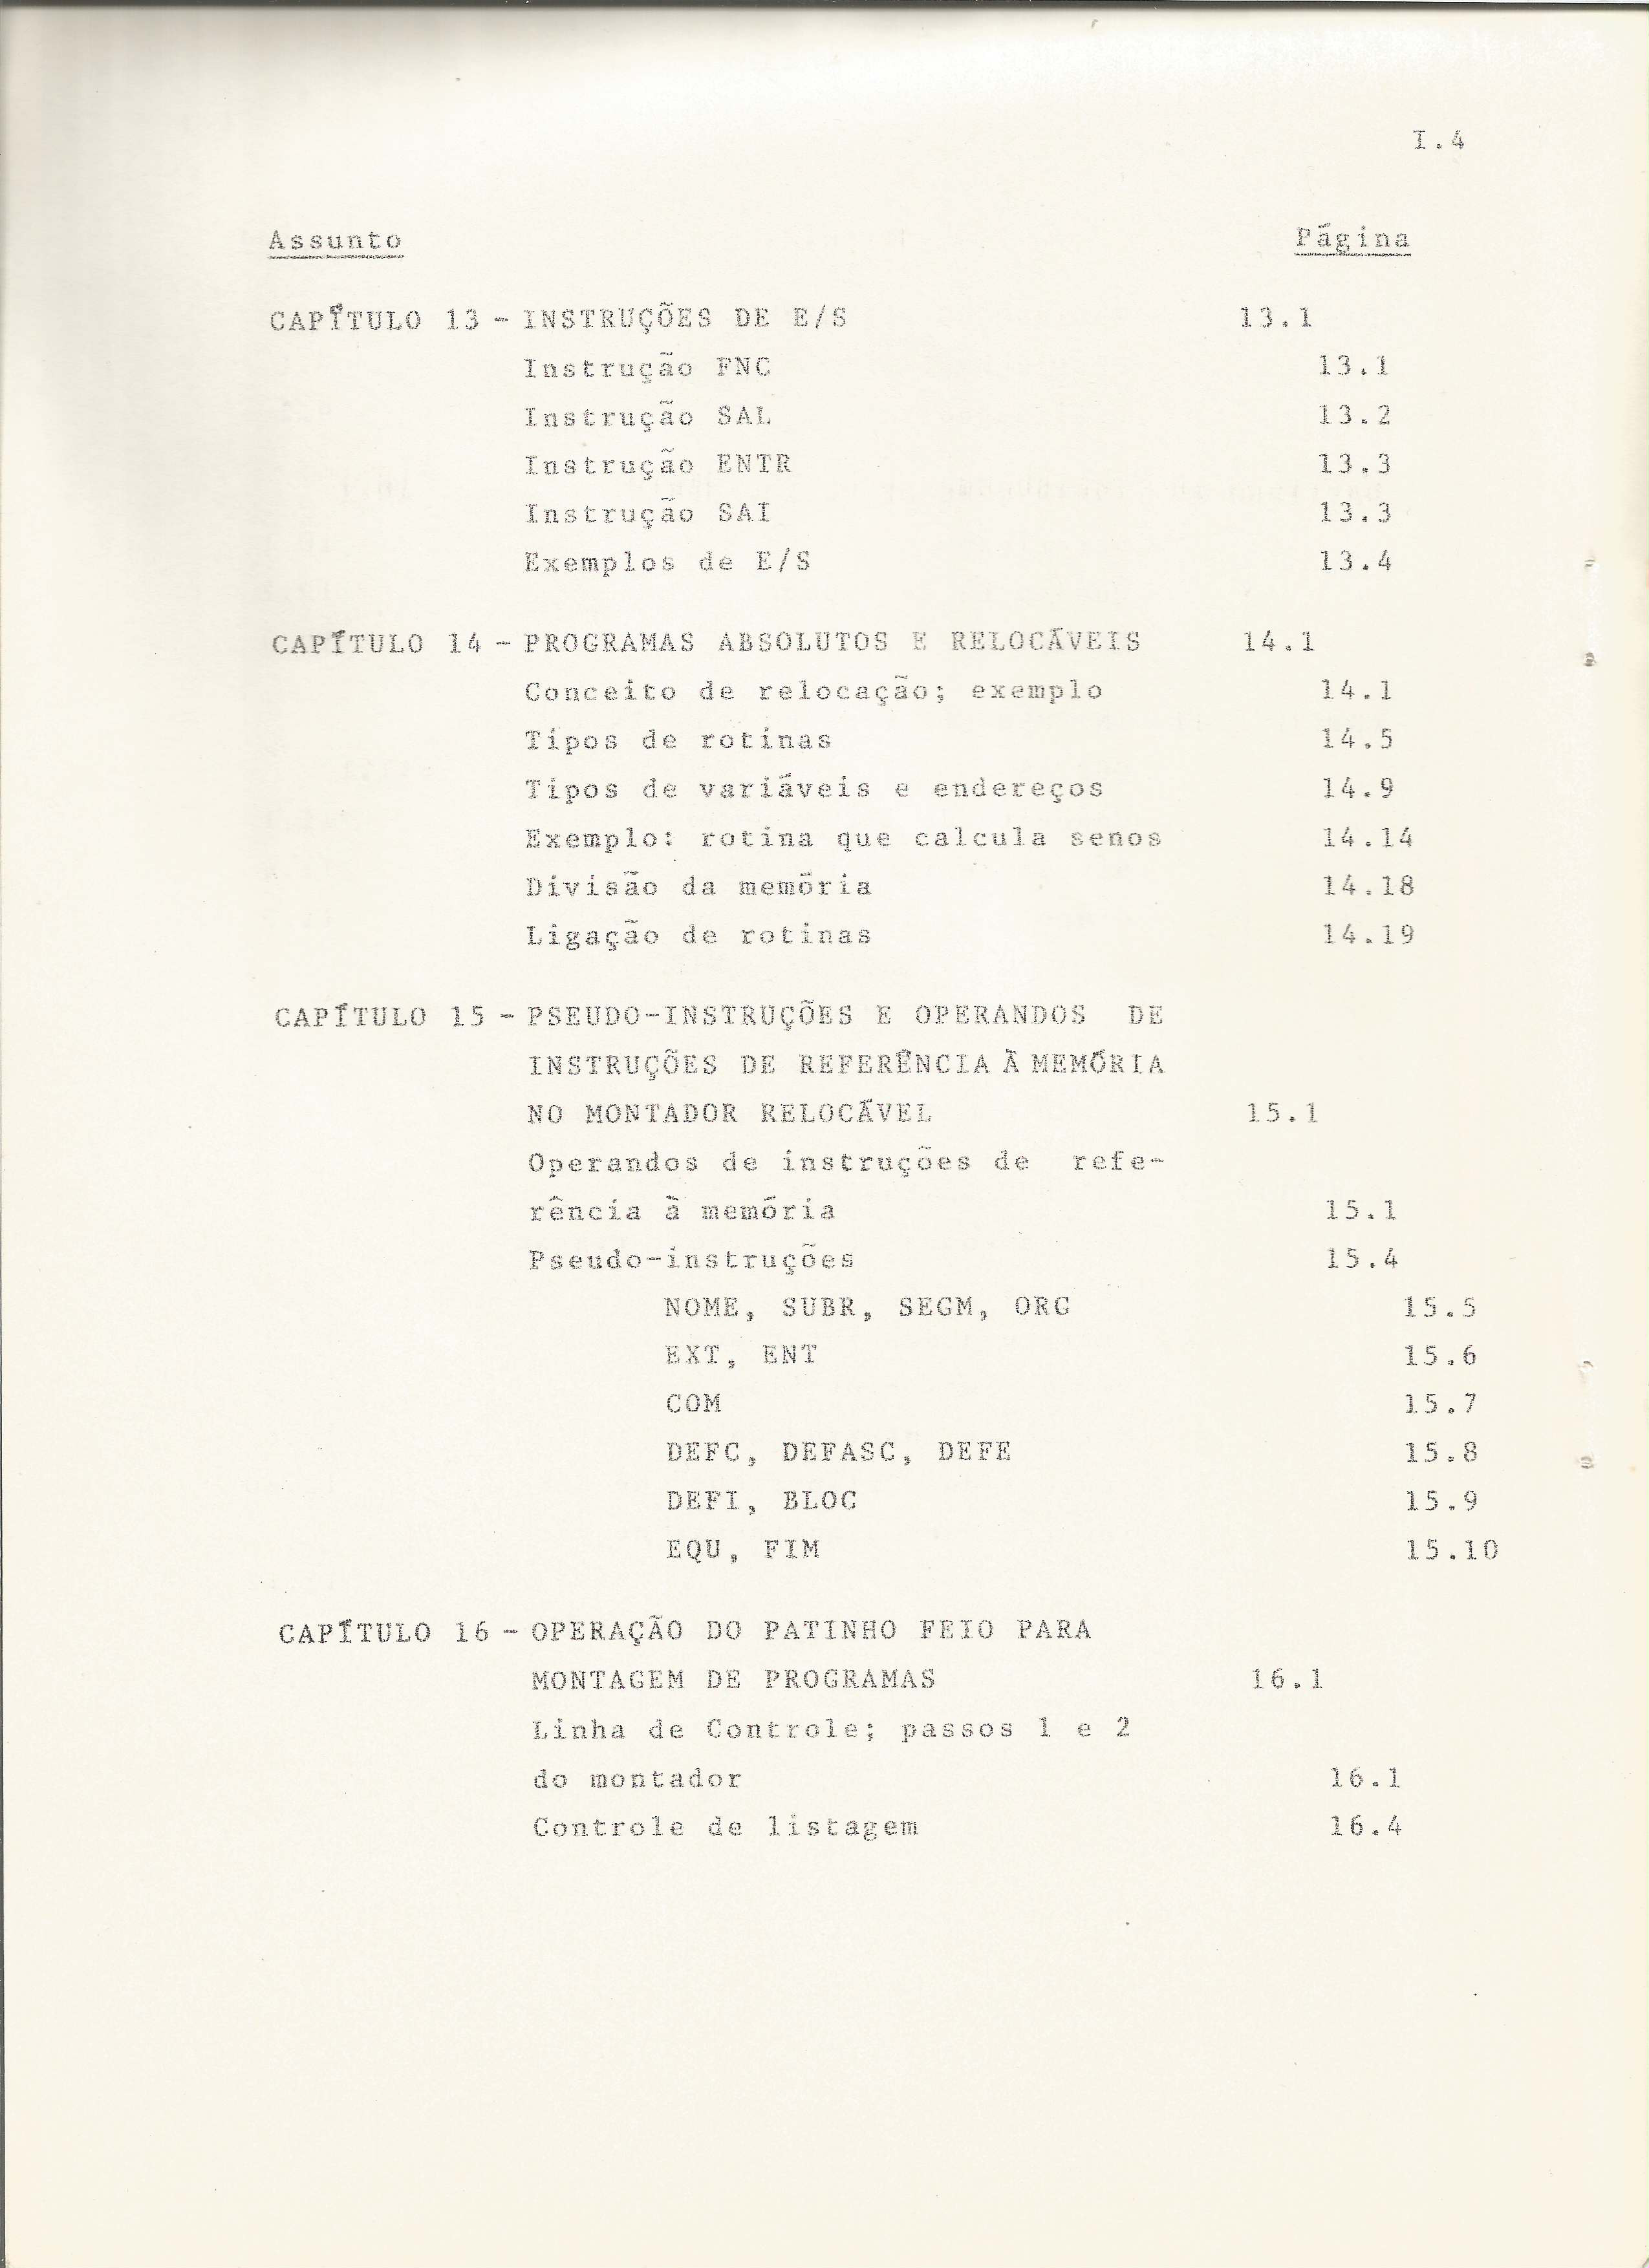 I.4
Assunto Página
CAPÍTULO 13 - INSTRUÇÕES DE E/S 13.1
Instrução FNC 13.1
Instrução SAL 13.2
Instrução ENTR 13.3
Instrução SAI 13.3
Exemplos de E/S 13.4
CAPÍTULO 14 - PROGRAMAS ABSOLUTOS E RELOCÁVEIS 14.1
Conceito de relocação; exemplo 14.1
Tipos de rotinas 14.5
Tipos de variáveis e endereços 14.9
Exemplo: rotina que calcula senos 14.14
Divisão da memória 14.18
Ligação de rotinas 14.19
CAPÍTULO 15 - PSEUDO-INSTRUÇÕES E OPERANDOS DE
INSTRUÇÕES DE REFERÊNCIA À MEMÓRIA
NO MONTADOR RELOCÁVEL 15.1
Operandos de instruções de refe-
rência à memória 15.1
Pseudo-instruções 15.4
NOME, SUBR, SEGM, ORG 15.5
EXT, ENT 15.6
COM 15.7
DEFC, DEFASC, DEFE 15.8
DEFI, BLOC 15.9
EQU, FIM 15.10
CAPÍTULO 16 - OPERAÇÃO DO PATINHO FEIO PARA
MONTAGEM DE PROGRAMAS 16.1
Linha de Controle; passos 1 e 2
do montador 16.1
Controle de listagem 16.4